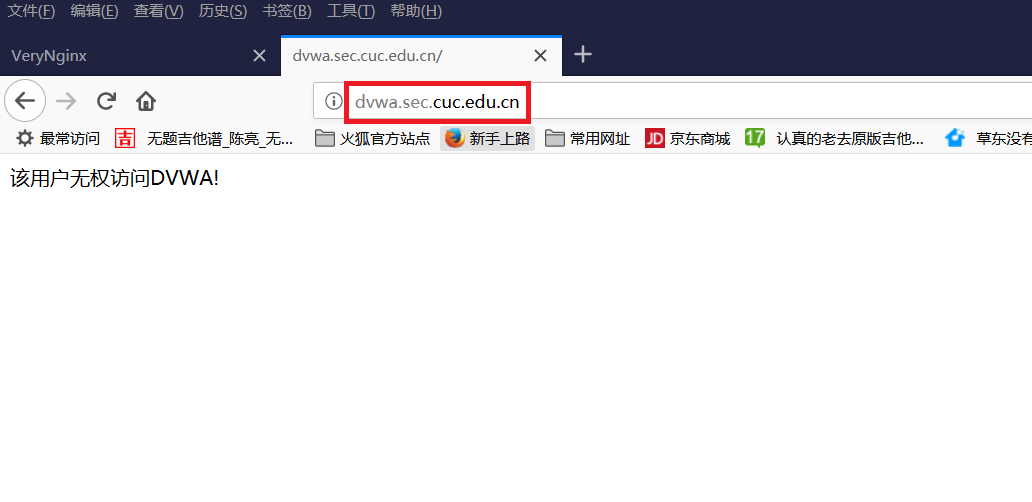 文件(F) 编辑(E) 查看(V) 历史(S) 书签(B) 工具(T) 帮助(H)
VeryNginx dvwa.sec.cuc.edu.cn/
dvwa.sec.cuc.edu.cn
最常访问 吉 无题吉他谱_陈亮_无... 火狐官方站点 新手上路 常用网址 JD 京东商城 17 认真的老去原版吉他... 草东没有
该用户无权访问DVWA!